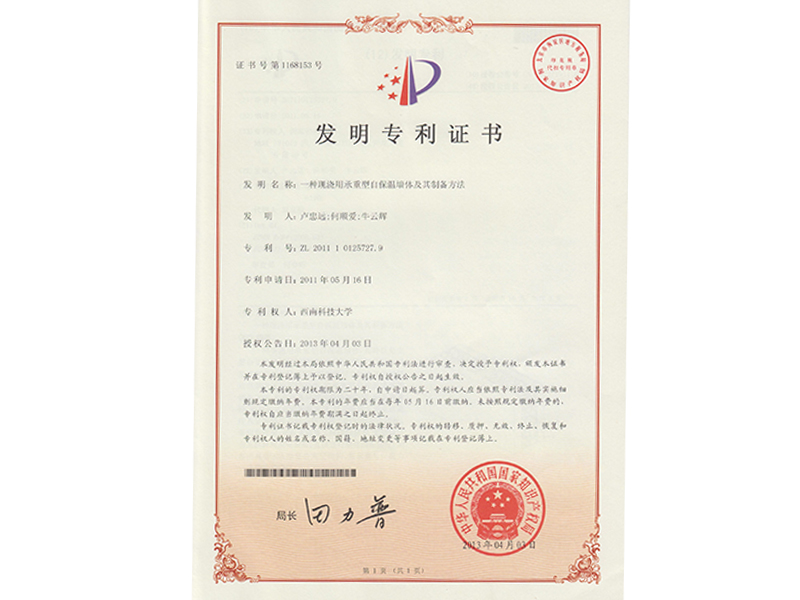 证书号第1168153号
发明专利证书
发明名称：一种现浇用承重型自保温墙体及其制备方法
发明人：卢忠远;何顺爱;牛云辉
专利号：ZL 2011 1 0125727.9
专利申请日：2011年05月16日
专利权人：西南科技大学
授权公告日：2013年04月03日
本发明经过本局依照中华人民共和国专利法进行审查，决定授予专利权，颁发本证书
并在专利登记簿上予以登记。专利权自授权公告之日起生效。
本专利的专利权期限为二十年，自申请日起算。专利权人应当依照专利法及其实施细
则规定缴纳年费。本专利的年费应当在每年05月16日前缴纳。未按照规定缴纳年费的，
专利权自应当缴纳年费期满之日起终止。
专利证书记载专利权登记时的法律状况。专利权的转移、质押、无效、终止、恢复和
专利权人的姓名或名称、国籍、地址变更等事项记载在专利登记簿上。
局长 田力普
中华人民共和国国家知识产权局
2013年04月03日
第1页（共1页）